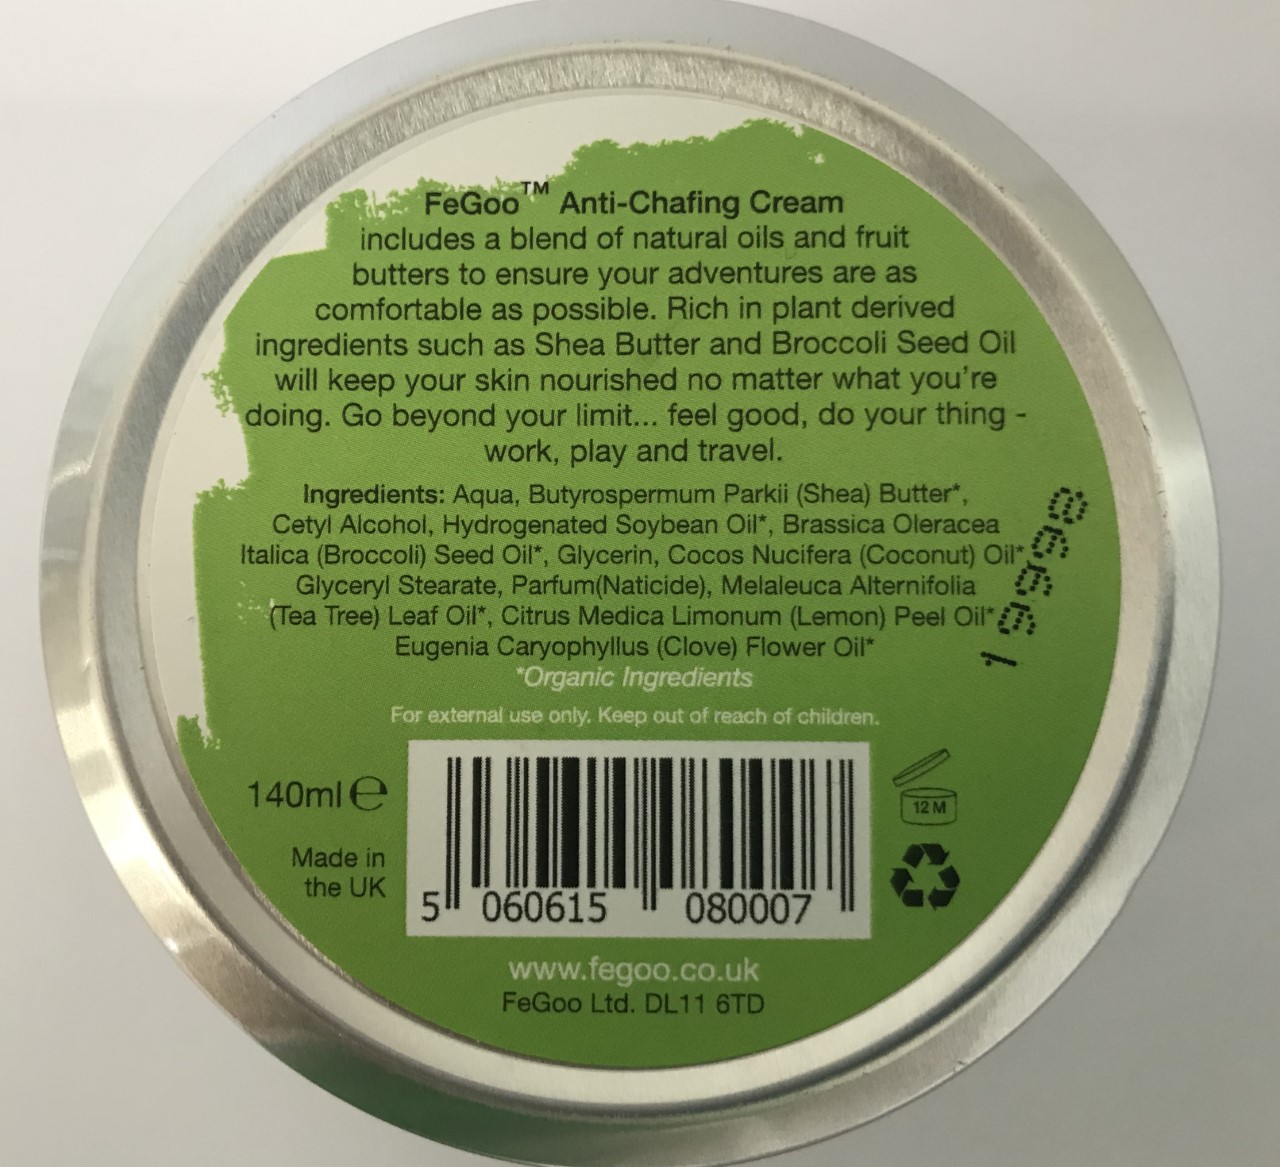 FeGoo™ Anti-Chafing Cream
includes a blend of natural oils and fruit
butters to ensure your adventures are as
comfortable as possible. Rich in plant derived
ingredients such as Shea Butter and Broccoli Seed Oil
will keep your skin nourished no matter what you're
doing. Go beyond your limit... feel good, do your thing -
work, play and travel.
Ingredients: Aqua, Butyrospermum Parkii (Shea) Butter*,
Cetyl Alcohol, Hydrogenated Soybean Oil*, Brassica Oleracea
Italica (Broccoli) Seed Oil*, Glycerin, Cocos Nucifera (Coconut) Oil*
Glyceryl Stearate, Parfum(Naticide), Melaleuca Alternifolia
(Tea Tree) Leaf Oil*, Citrus Medica Limonum (Lemon) Peel Oil*
Eugenia Caryophyllus (Clove) Flower Oil*
*Organic Ingredients
For external use only. Keep out of reach of children.
140ml ℮
12 M
Made in
the UK
5 060615 080007
www.fegoo.co.uk
FeGoo Ltd. DL11 6TD